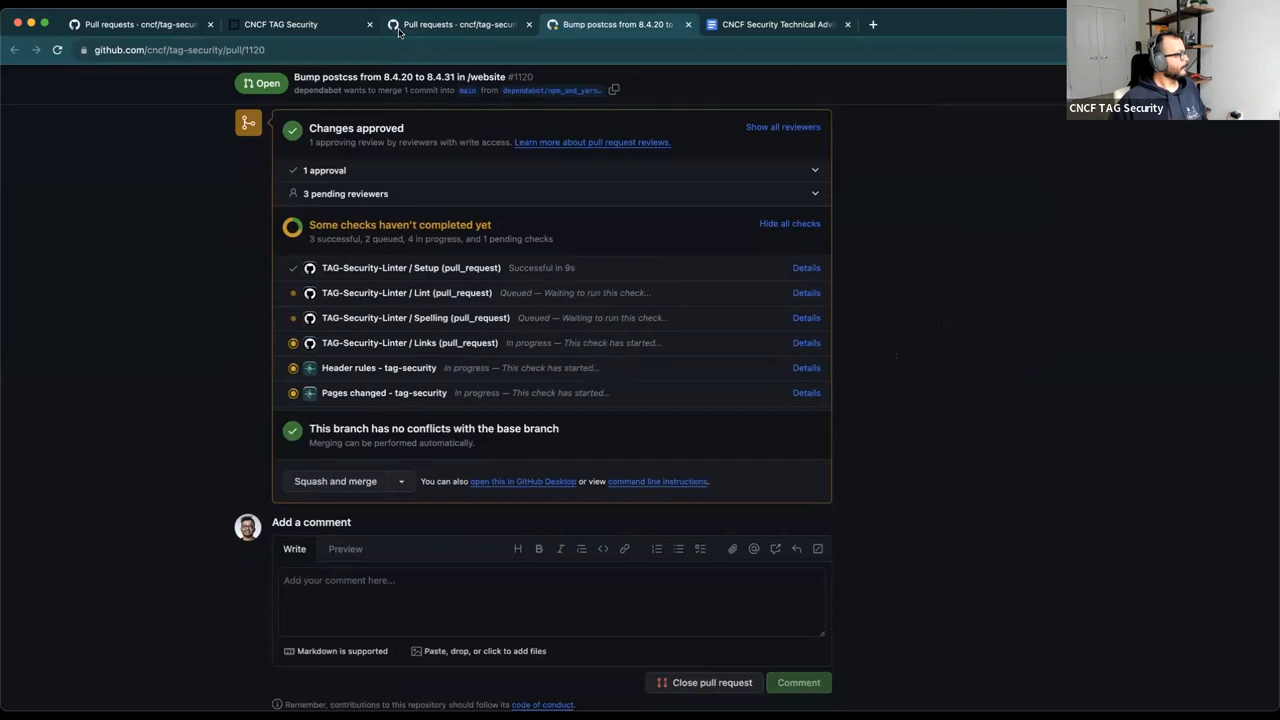 Pull requests · cncf/tag-secur
CNCF TAG Security
Pull requests · cncf/tag-secur
Bump postcss from 8.4.20 to
CNCF Security Technical Advi
github.com/cncf/tag-security/pull/1120
Open
Bump postcss from 8.4.20 to 8.4.31 in /website #1120
dependabot wants to merge 1 commit into main from dependabot/npm_and_yarn…
Changes approved
Show all reviewers
1 approving review by reviewers with write access. Learn more about pull request reviews.
1 approval
3 pending reviewers
Some checks haven't completed yet
Hide all checks
3 successful, 2 queued, 4 in progress, and 1 pending checks
TAG-Security-Linter / Setup (pull_request) Successful in 9s Details
TAG-Security-Linter / Lint (pull_request) Queued — Waiting to run this check... Details
TAG-Security-Linter / Spelling (pull_request) Queued — Waiting to run this check... Details
TAG-Security-Linter / Links (pull_request) In progress — This check has started... Details
Header rules - tag-security In progress — This check has started... Details
Pages changed - tag-security In progress — This check has started... Details
This branch has no conflicts with the base branch
Merging can be performed automatically.
Squash and merge You can also open this in GitHub Desktop or view command line instructions.
Add a comment
Write Preview
Add your comment here...
Markdown is supported Paste, drop, or click to add files
Close pull request Comment
Remember, contributions to this repository should follow its code of conduct.
CNCF TAG Security